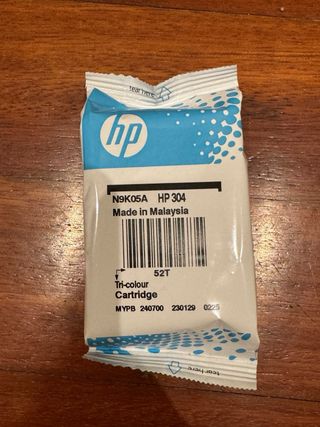 tear here
hp
N9K05A HP 304
Made in Malaysia
52T
Tri-colour
Cartridge
MYPB 240700 230129 0225
tear here